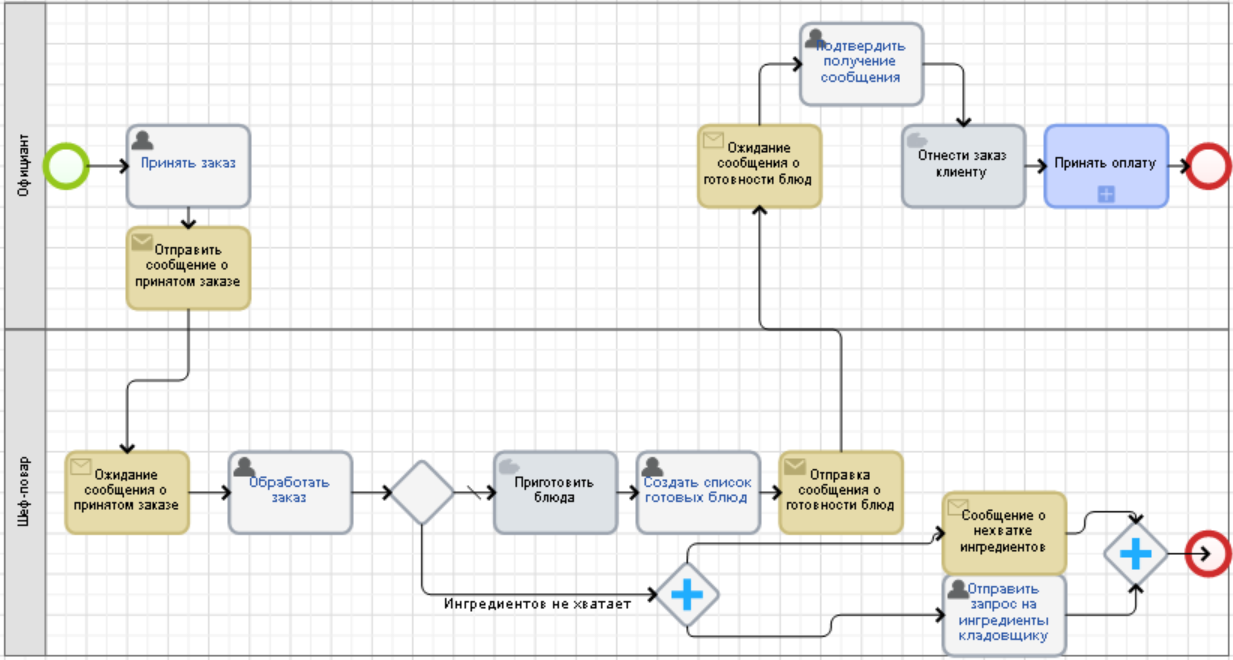 Официант
Принять заказ
Отправить
сообщение о
принятом заказе
Ожидание
сообщения о
готовности блюд
Подтвердить
получение
сообщения
Отнести заказ
клиенту
Принять оплату
Шеф-повар
Ожидание
сообщения о
принятом заказе
Обработать
заказ
Приготовить
блюда
Создать список
готовых блюд
Отправка
сообщения о
готовности блюд
Ингредиентов не хватает
Сообщение о
нехватке
ингредиентов
Отправить
запрос на
ингредиенты
кладовщику